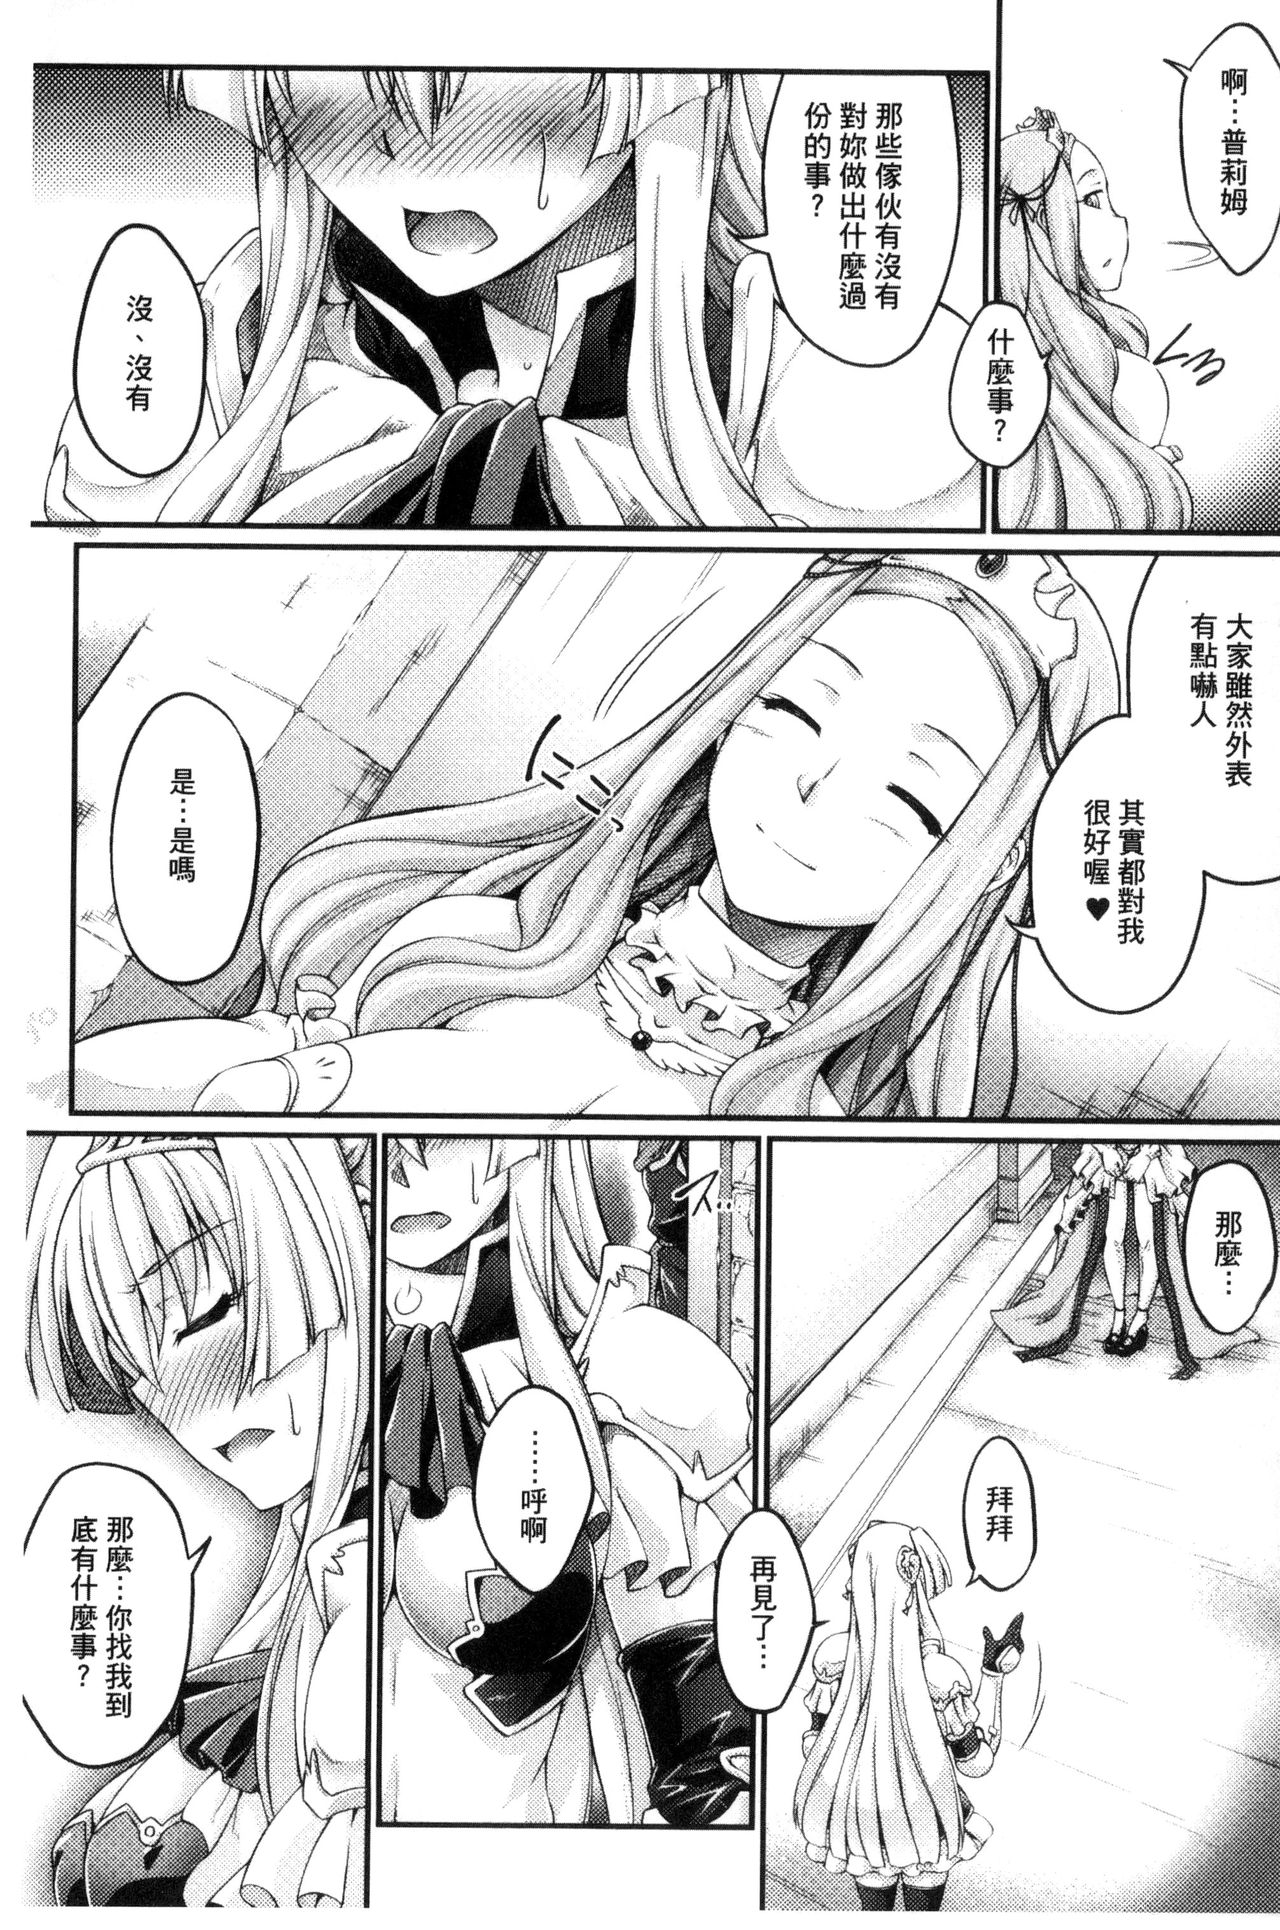 啊…普莉姆
什麼事？
那些傢伙有沒有
對妳做出什麼過
份的事？
沒、沒有
大家雖然外表
有點嚇人
其實都對我
很好喔♥
是…是嗎
那麼…
拜拜
再見了…
ス…
……呼啊
那麼…你找我到
底有什麼事？